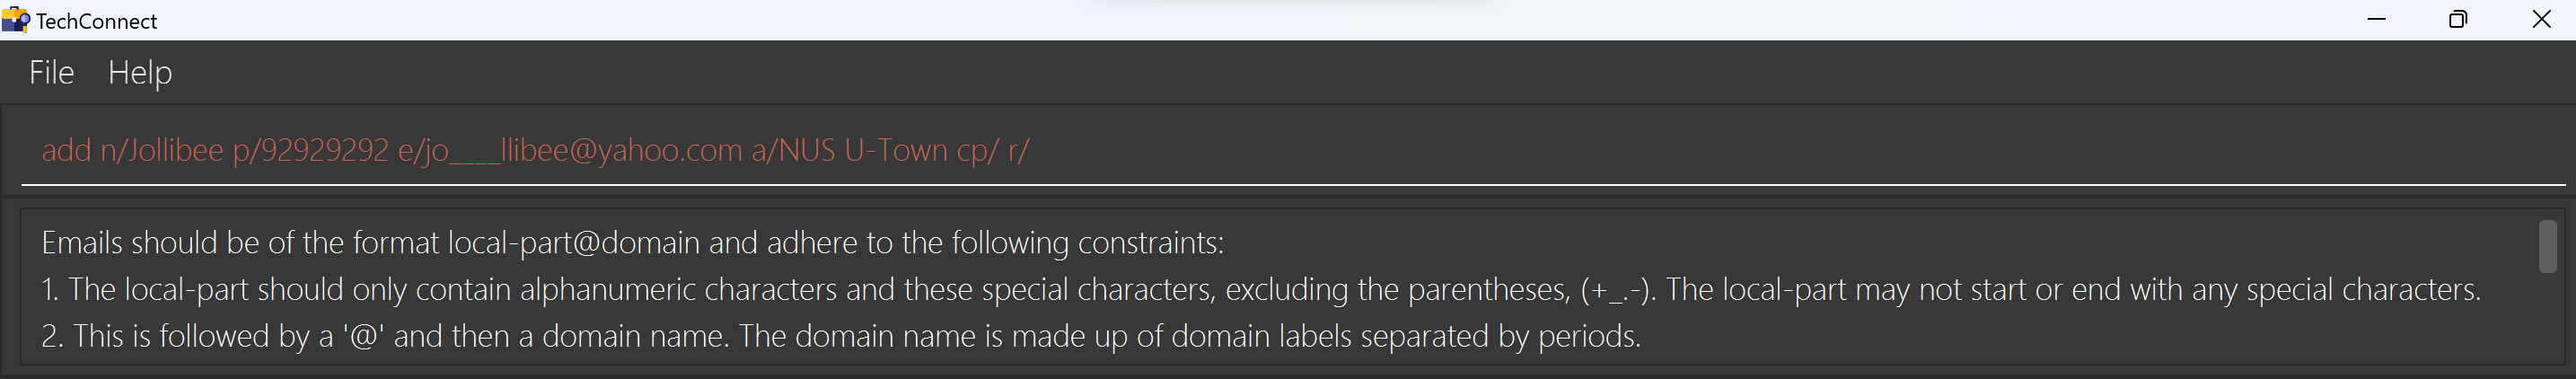 TechConnect
File Help
add n/Jollibee p/92929292 e/jo____llibee@yahoo.com a/NUS U-Town cp/ r/
Emails should be of the format local-part@domain and adhere to the following constraints:
1. The local-part should only contain alphanumeric characters and these special characters, excluding the parentheses, (+_.-). The local-part may not start or end with any special characters.
2. This is followed by a '@' and then a domain name. The domain name is made up of domain labels separated by periods.